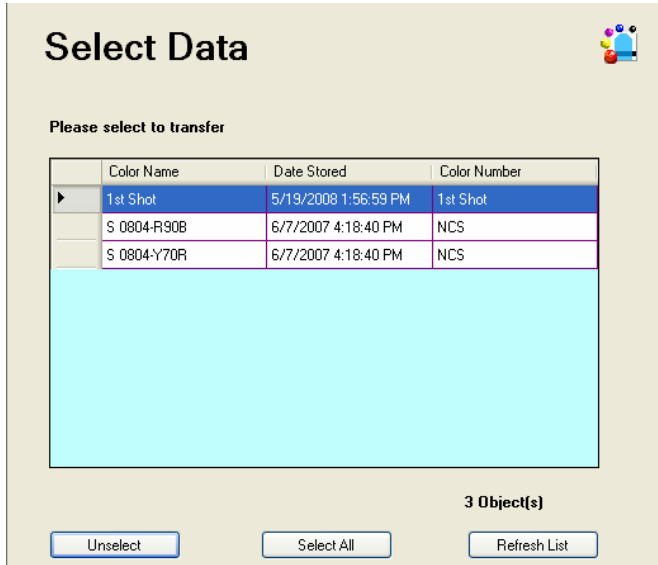 Select Data
Please select to transfer
Color Name Date Stored Color Number
1st Shot 5/19/2008 1:56:59 PM 1st Shot
S 0804-R90B 6/7/2007 4:18:40 PM NCS
S 0804-Y70R 6/7/2007 4:18:40 PM NCS
3 Object(s)
Unselect Select All Refresh List